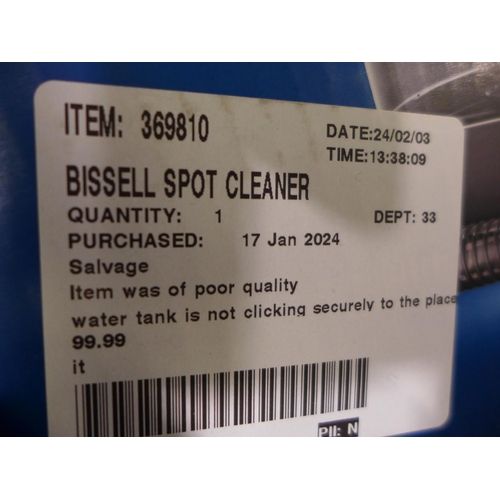 ITEM: 369810
DATE:24/02/03
TIME:13:38:09
BISSELL SPOT CLEANER
QUANTITY: 1 DEPT: 33
PURCHASED: 17 Jan 2024
Salvage
Item was of poor quality
water tank is not clicking securely to the place
99.99
it
PII: N